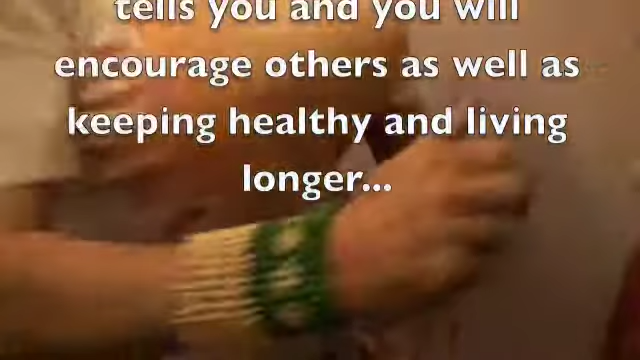 tells you and you will
encourage others as well as
keeping healthy and living
longer...